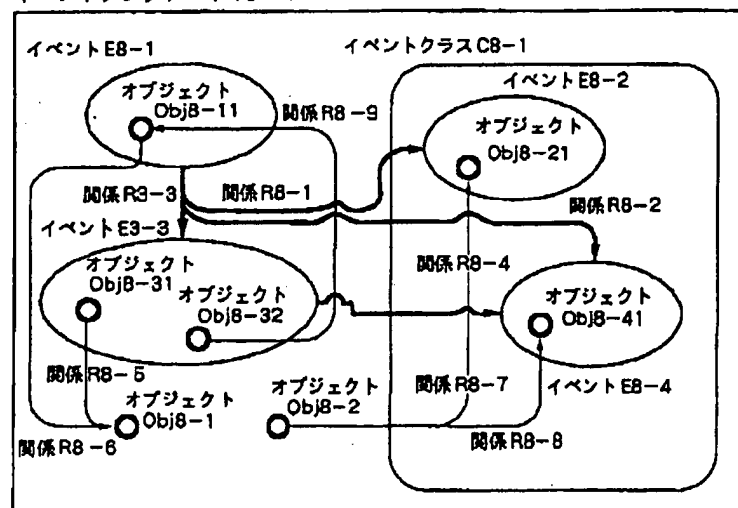 イベントE8-1
イベントクラスC8-1
オブジェクト
Obj8-11
関係R8-9
イベントE8-2
オブジェクト
Obj8-21
関係R3-3
関係R8-1
関係R8-2
イベントE3-3
オブジェクト
Obj8-31
オブジェクト
Obj8-32
関係R8-4
オブジェクト
Obj8-41
関係R8-5
オブジェクト
Obj8-1
オブジェクト
Obj8-2
関係R8-7
イベントE8-4
関係R8-6
関係R8-8